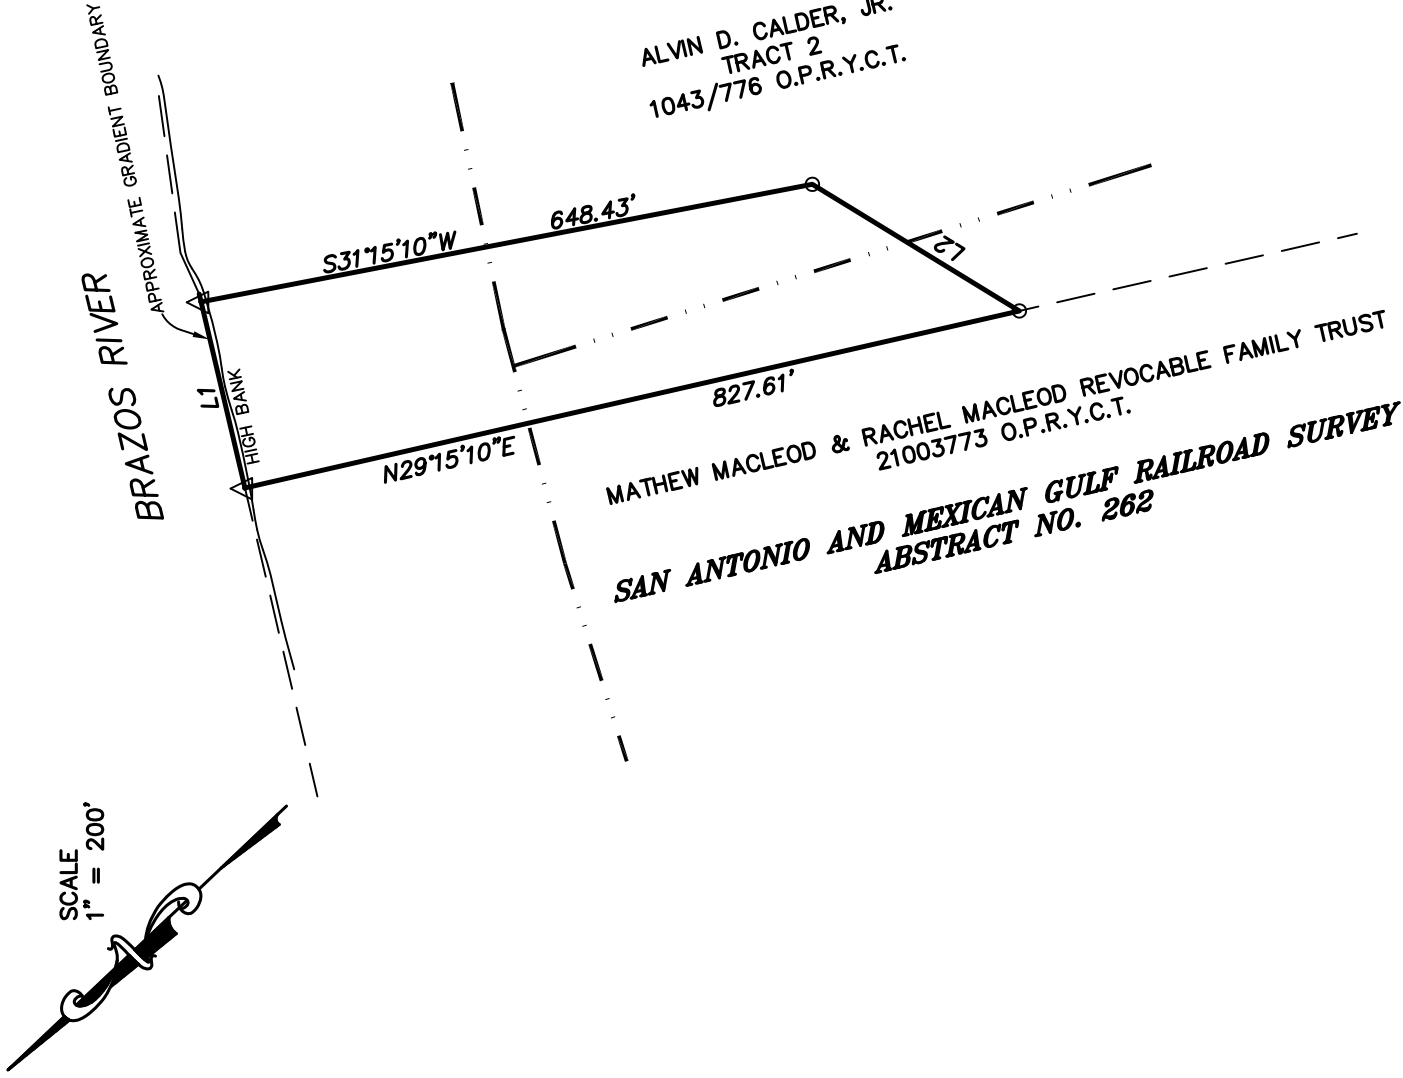 ALVIN D. CALDER, JR.
TRACT 2
1043/776 O.P.R.Y.C.T.
APPROXIMATE GRADIENT BOUNDARY
BRAZOS RIVER
S31°15'10"W
648.43'
L2
L1
HIGH BANK
N29°15'10"E
827.61'
MATHEW MACLEOD & RACHEL MACLEOD REVOCABLE FAMILY TRUST
21003773 O.P.R.Y.C.T.
SAN ANTONIO AND MEXICAN GULF RAILROAD SURVEY
ABSTRACT NO. 262
SCALE
1" = 200'